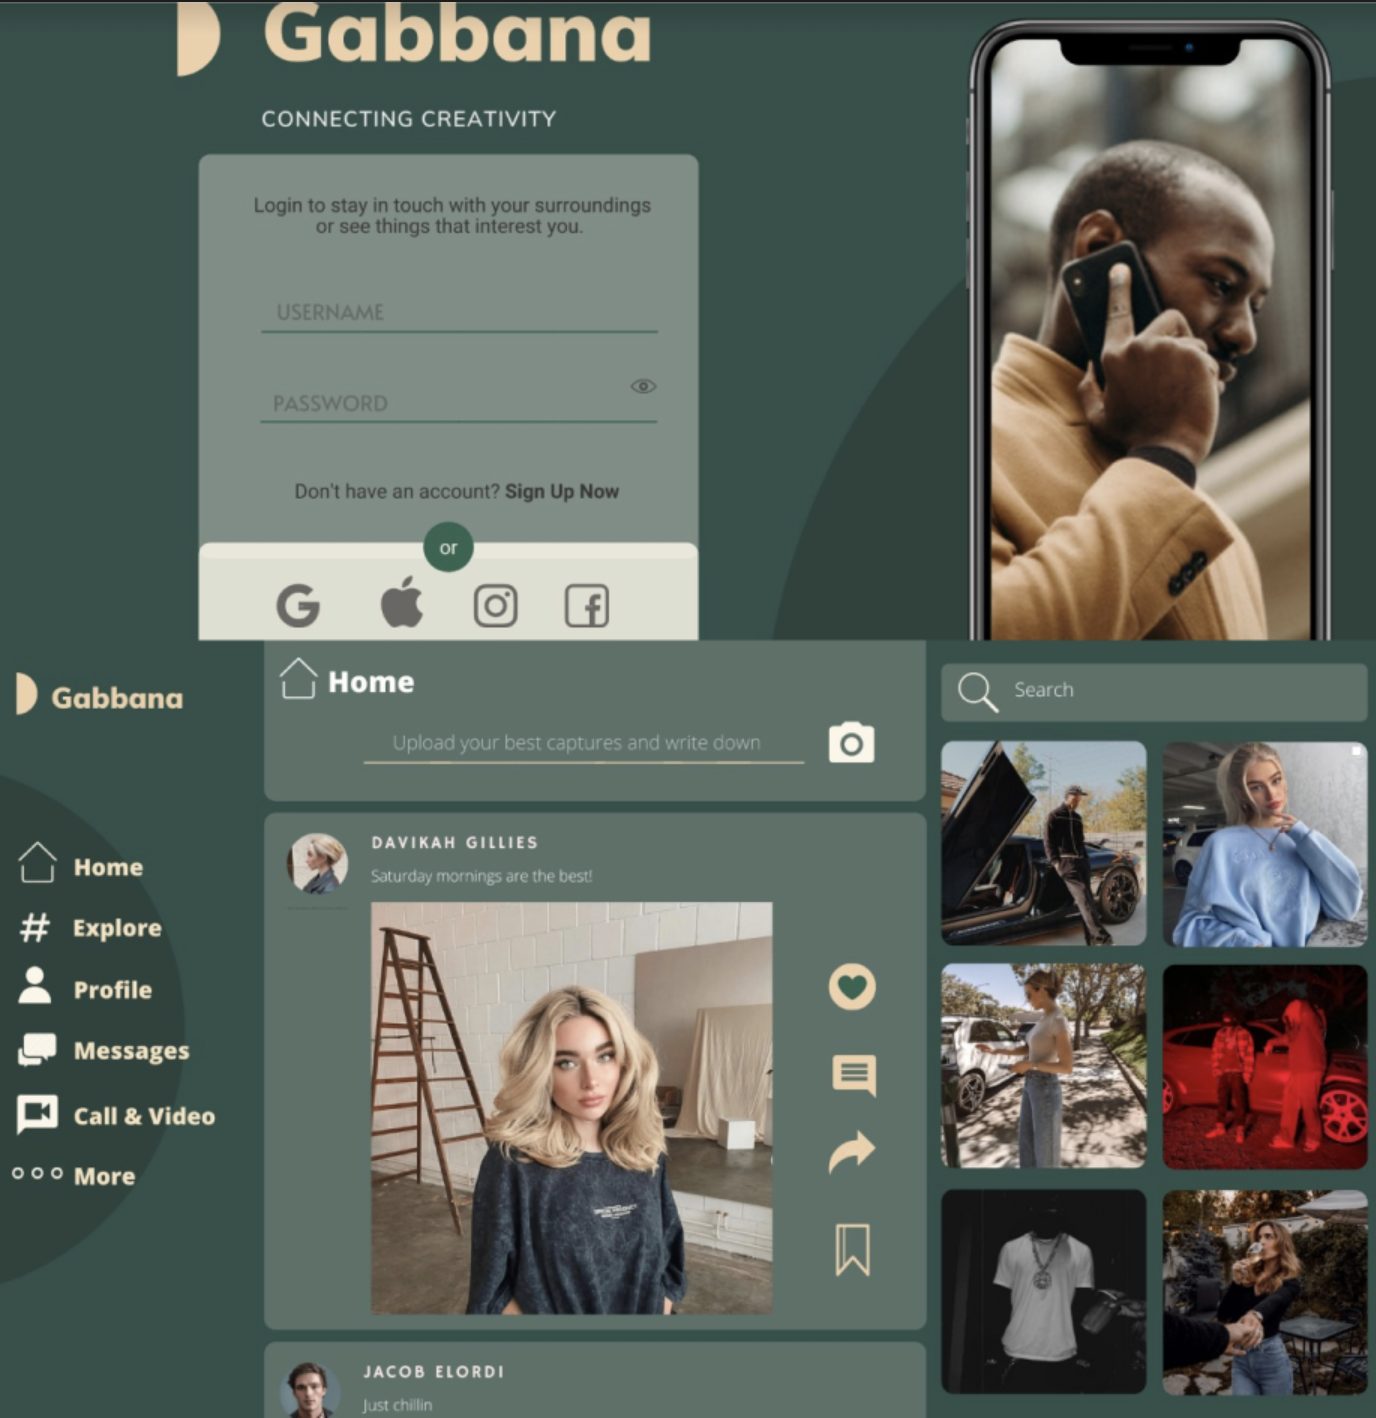 Gabbana
CONNECTING CREATIVITY
Login to stay in touch with your surroundings
or see things that interest you.
USERNAME
PASSWORD
Don't have an account? Sign Up Now
or
Gabbana
Home
Explore
Profile
Messages
Call & Video
More
Home
Upload your best captures and write down
DAVIKAH GILLIES
Saturday mornings are the best!
JACOB ELORDI
Just chillin
Search